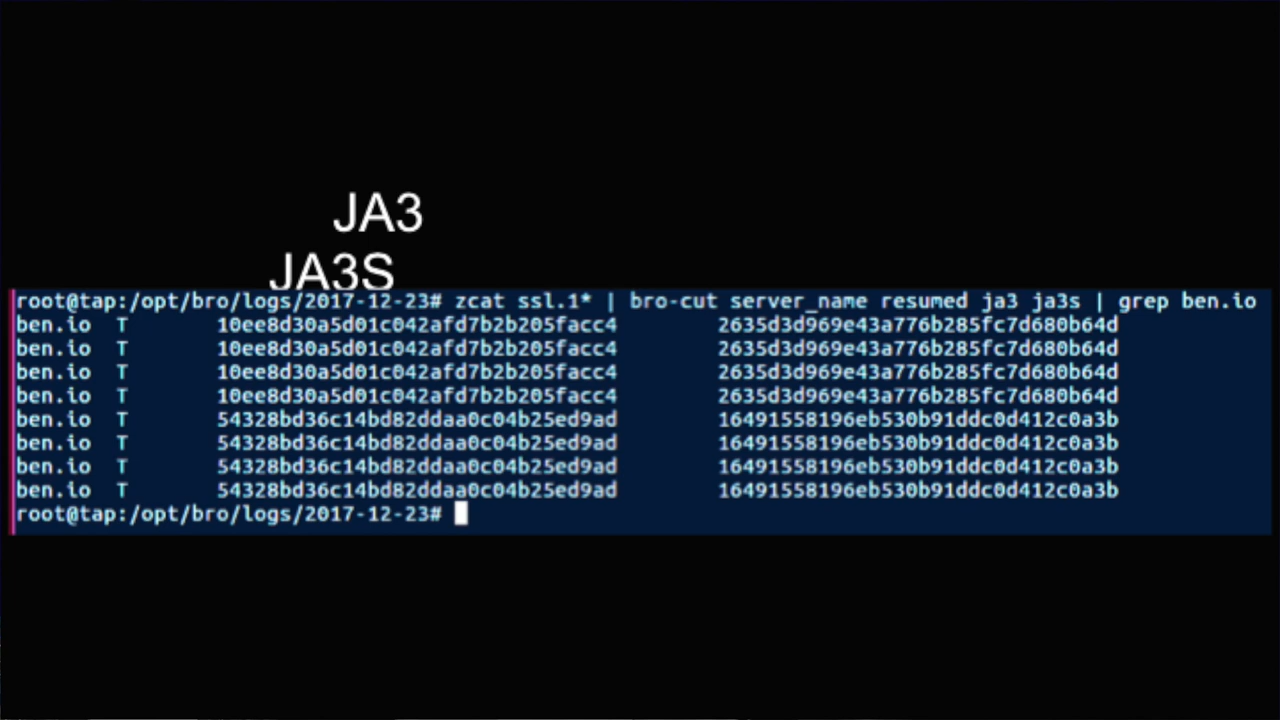 JA3
JA3S
root@tap:/opt/bro/logs/2017-12-23# zcat ssl.1* | bro-cut server_name resumed ja3 ja3s | grep ben.io
ben.io T 10ee8d30a5d01c042afd7b2b205facc4 2635d3d969e43a776b285fc7d680b64d
ben.io T 10ee8d30a5d01c042afd7b2b205facc4 2635d3d969e43a776b285fc7d680b64d
ben.io T 10ee8d30a5d01c042afd7b2b205facc4 2635d3d969e43a776b285fc7d680b64d
ben.io T 10ee8d30a5d01c042afd7b2b205facc4 2635d3d969e43a776b285fc7d680b64d
ben.io T 54328bd36c14bd82ddaa0c04b25ed9ad 16491558196eb530b91ddc0d412c0a3b
ben.io T 54328bd36c14bd82ddaa0c04b25ed9ad 16491558196eb530b91ddc0d412c0a3b
ben.io T 54328bd36c14bd82ddaa0c04b25ed9ad 16491558196eb530b91ddc0d412c0a3b
ben.io T 54328bd36c14bd82ddaa0c04b25ed9ad 16491558196eb530b91ddc0d412c0a3b
root@tap:/opt/bro/logs/2017-12-23#